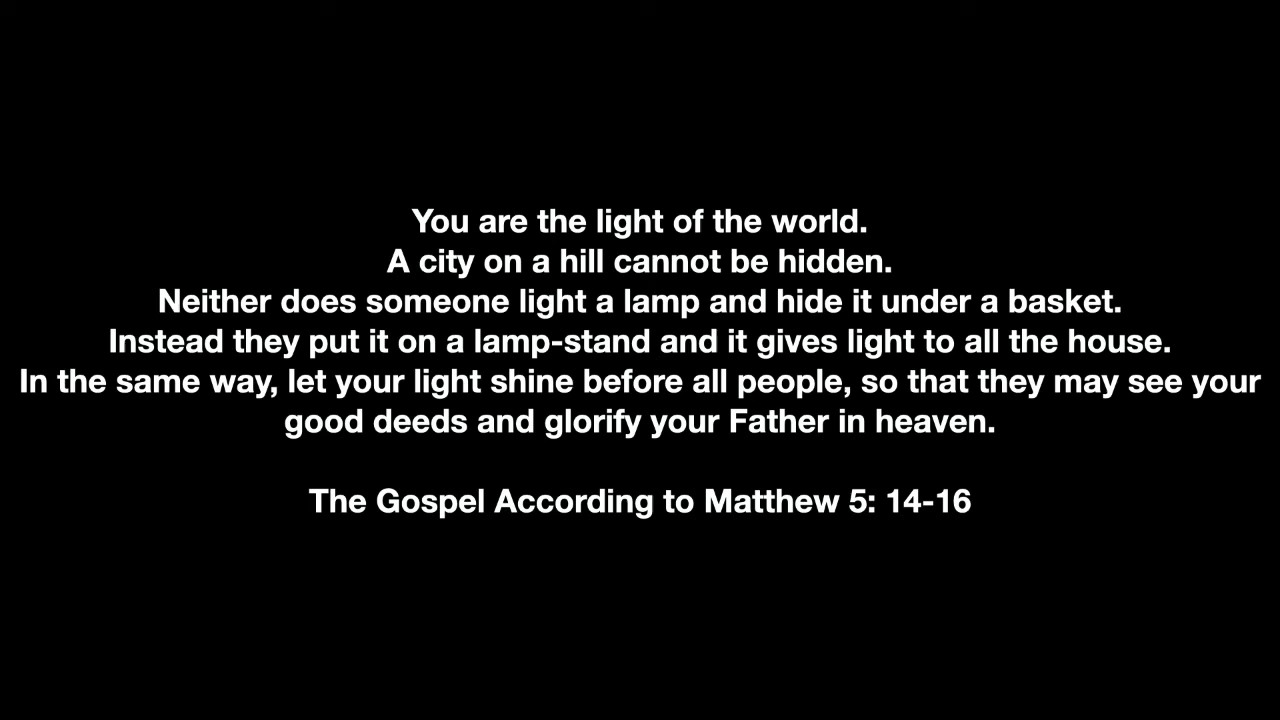 You are the light of the world.
A city on a hill cannot be hidden.
Neither does someone light a lamp and hide it under a basket.
Instead they put it on a lamp-stand and it gives light to all the house.
In the same way, let your light shine before all people, so that they may see your
good deeds and glorify your Father in heaven.
The Gospel According to Matthew 5: 14-16